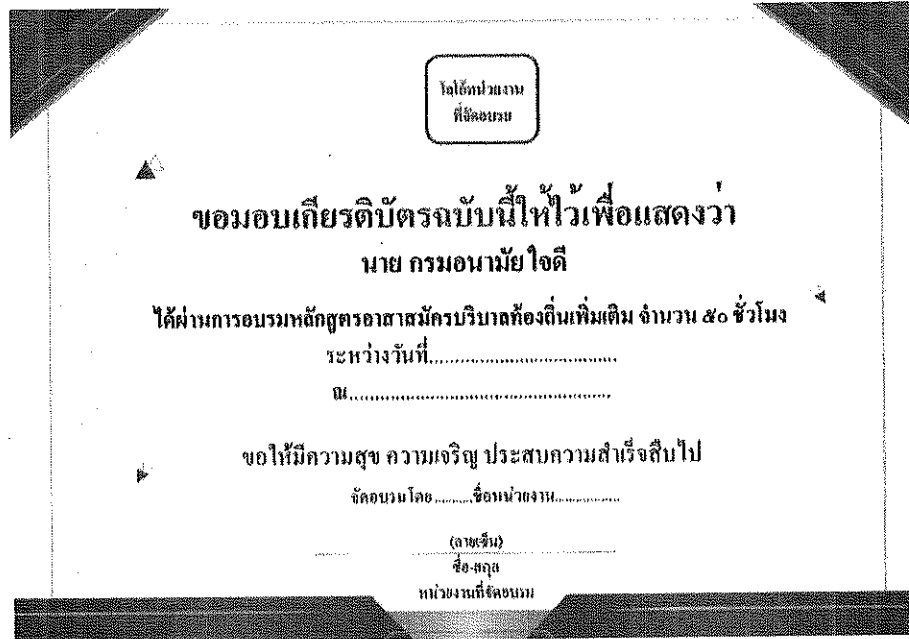 โลโก้หน่วยงาน
ที่จัดอบรม
ขอมอบเกียรติบัตรฉบับนี้ให้ไว้เพื่อแสดงว่า
นาย กรมอนามัย ใจดี
ได้ผ่านการอบรมหลักสูตรอาสาสมัครบริบาลท้องถิ่นเพิ่มเติม จำนวน ๕๐ ชั่วโมง
ระหว่างวันที่....................................
ณ..................................................
ขอให้มีความสุข ความเจริญ ประสบความสำเร็จสืบไป
จัดอบรมโดย.........ชื่อหน่วยงาน................
(ลายเซ็น)
ชื่อ-สกุล
หน่วยงานที่จัดอบรม